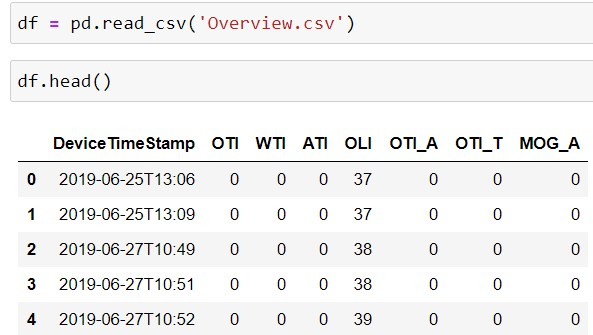 df = pd.read_csv('Overview.csv')
df.head()
DeviceTimeStamp OTI WTI ATI OLI OTI_A OTI_T MOG_A
0 2019-06-25T13:06 0 0 0 37 0 0 0
1 2019-06-25T13:09 0 0 0 37 0 0 0
2 2019-06-27T10:49 0 0 0 38 0 0 0
3 2019-06-27T10:51 0 0 0 38 0 0 0
4 2019-06-27T10:52 0 0 0 39 0 0 0